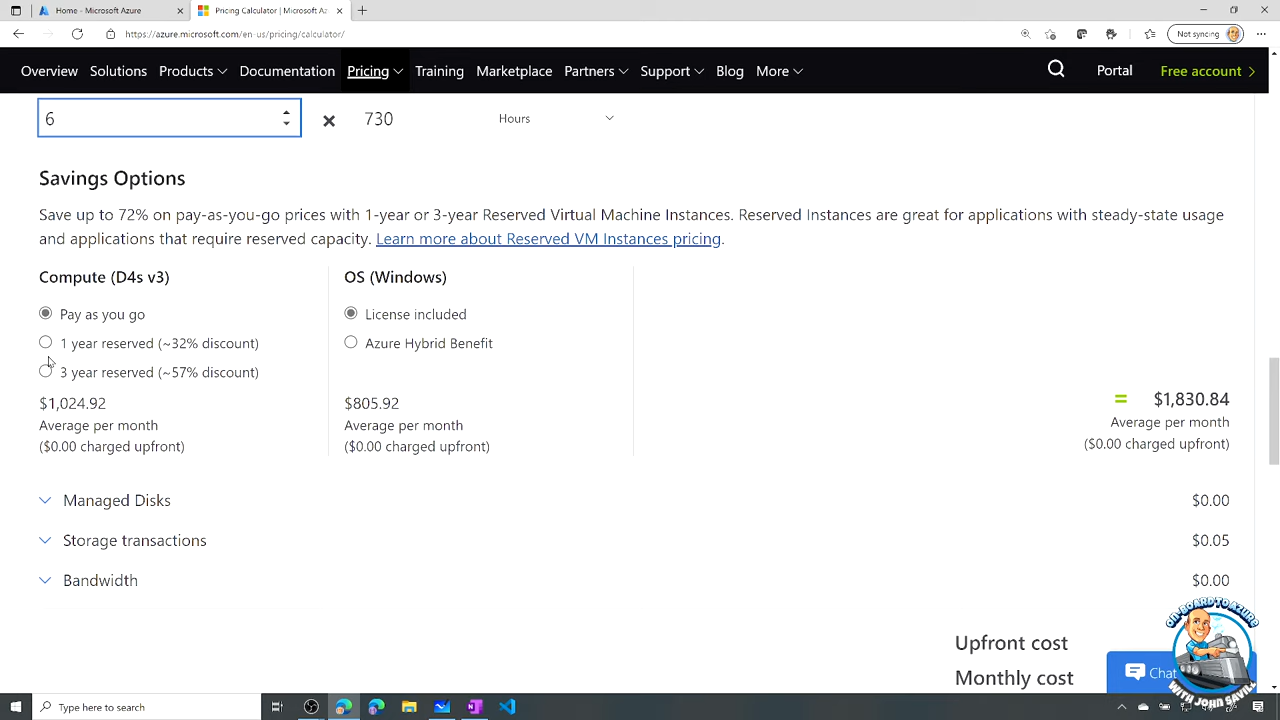 Home - Microsoft Azure
Pricing Calculator | Microsoft Az
https://azure.microsoft.com/en-us/pricing/calculator/
Not syncing
Overview Solutions Products Documentation Pricing Training Marketplace Partners Support Blog More Portal Free account
6 × 730 Hours
Savings Options
Save up to 72% on pay-as-you-go prices with 1-year or 3-year Reserved Virtual Machine Instances. Reserved Instances are great for applications with steady-state usage
and applications that require reserved capacity. Learn more about Reserved VM Instances pricing.
Compute (D4s v3)
Pay as you go
1 year reserved (~32% discount)
3 year reserved (~57% discount)
$1,024.92
Average per month
($0.00 charged upfront)
OS (Windows)
License included
Azure Hybrid Benefit
$805.92
Average per month
($0.00 charged upfront)
= $1,830.84
Average per month
($0.00 charged upfront)
Managed Disks $0.00
Storage transactions $0.05
Bandwidth $0.00
Upfront cost
Monthly cost
Chat
ON-BOARD TO AZURE
WITH JOHN SAVILL
Type here to search